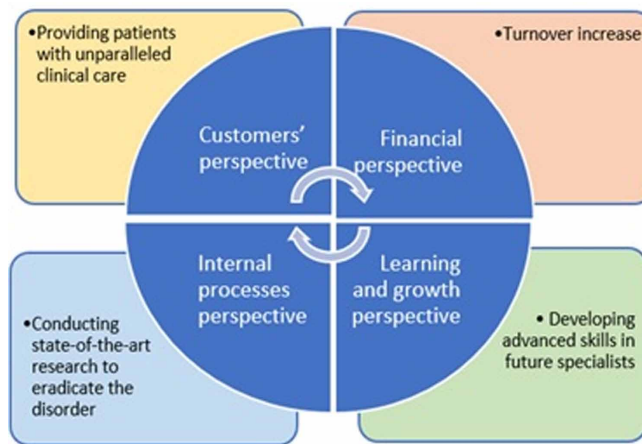 •Providing patients
with unparalleled
clinical care
•Turnover increase
Customers’
perspective
Financial
perspective
Internal
processes
perspective
Learning
and growth
perspective
•Conducting
state-of-the-art
research to
eradicate the
disorder
• Developing
advanced skills in
future specialists